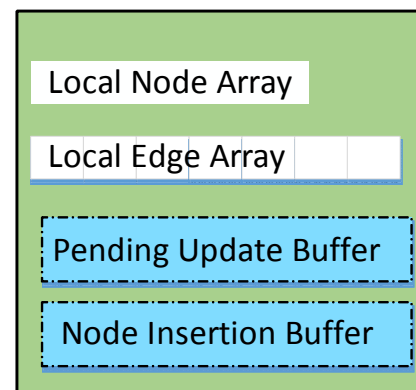 Local Node Array
Local Edge Array
Pending Update Buffer
Node Insertion Buffer